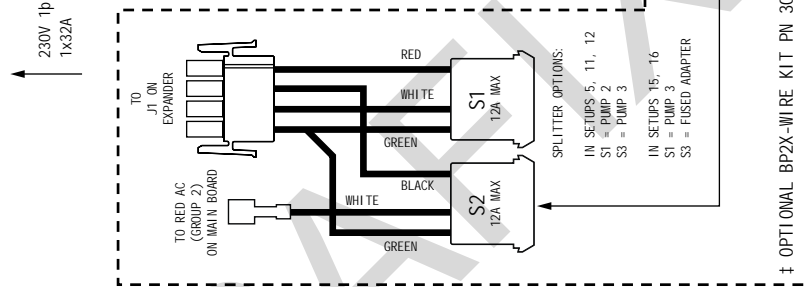 230V 1p
1x32A
TO
J1 ON
EXPANDER
RED
WHITE
GREEN
S1
12A MAX
TO RED AC
(GROUP 2)
ON MAIN BOARD
WHITE
BLACK
GREEN
S2
12A MAX
SPLITTER OPTIONS:
IN SETUPS 5, 11, 12
S1 = PUMP 2
S3 = PUMP 3
IN SETUPS 15, 16
S1 = PUMP 3
S3 = FUSED ADAPTER
‡ OPTIONAL BP2X-WIRE KIT PN 30